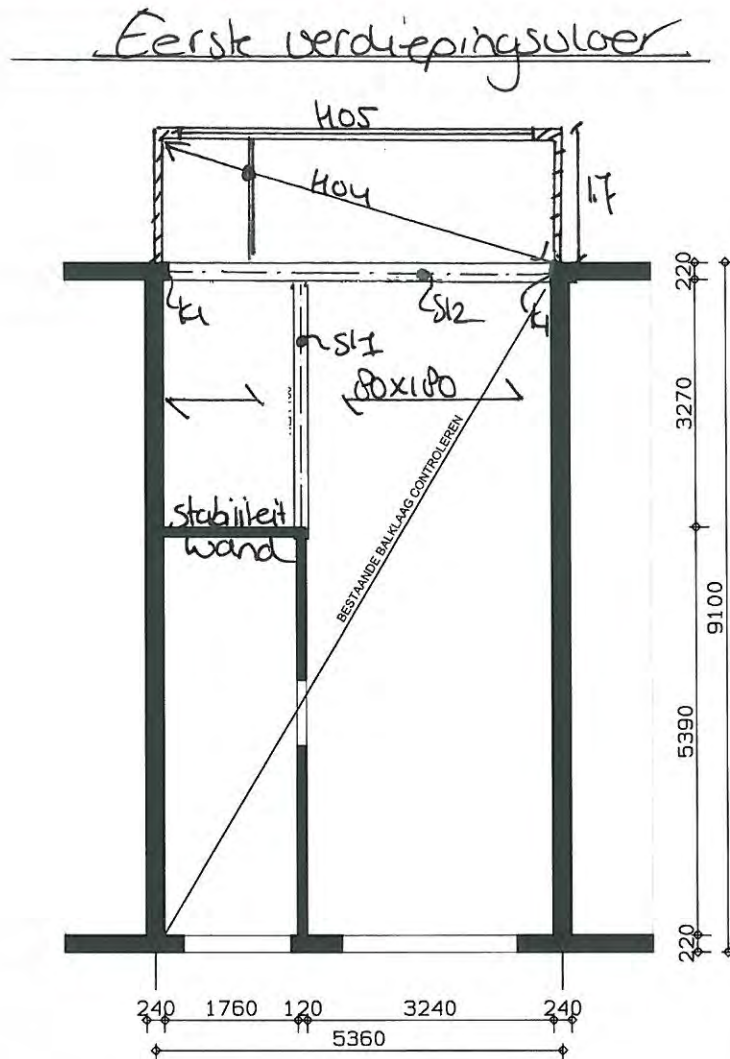 Eerste verdiepingsvloer
H05
H04
1.7
K1
K1
SL2
SL1
80x180
stabiliteit
wand
BESTAANDE BALKLAAG CONTROLEREN
220
3270
5390
220
9100
240 1760 120 3240 240
5360